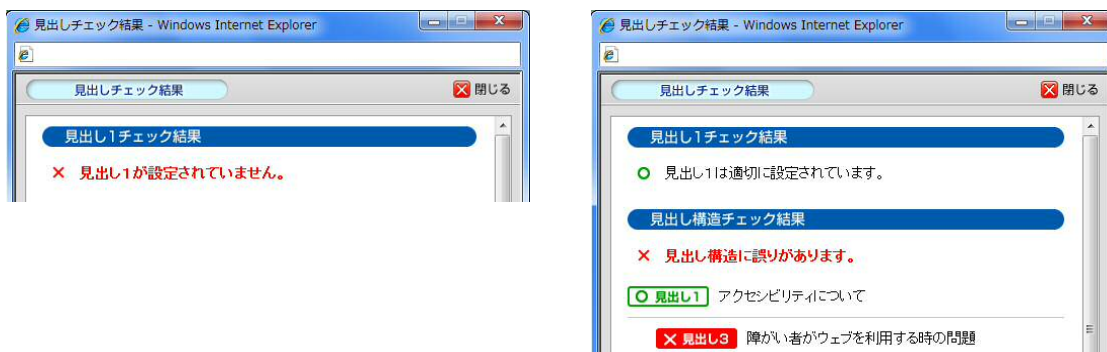 見出しチェック結果 - Windows Internet Explorer
見出しチェック結果
閉じる
見出し1チェック結果
× 見出し1が設定されていません。
見出しチェック結果 - Windows Internet Explorer
見出しチェック結果
閉じる
見出し1チェック結果
○ 見出し1は適切に設定されています。
見出し構造チェック結果
× 見出し構造に誤りがあります。
○ 見出し1 アクセシビリティについて
× 見出し3 障がい者がウェブを利用する時の問題